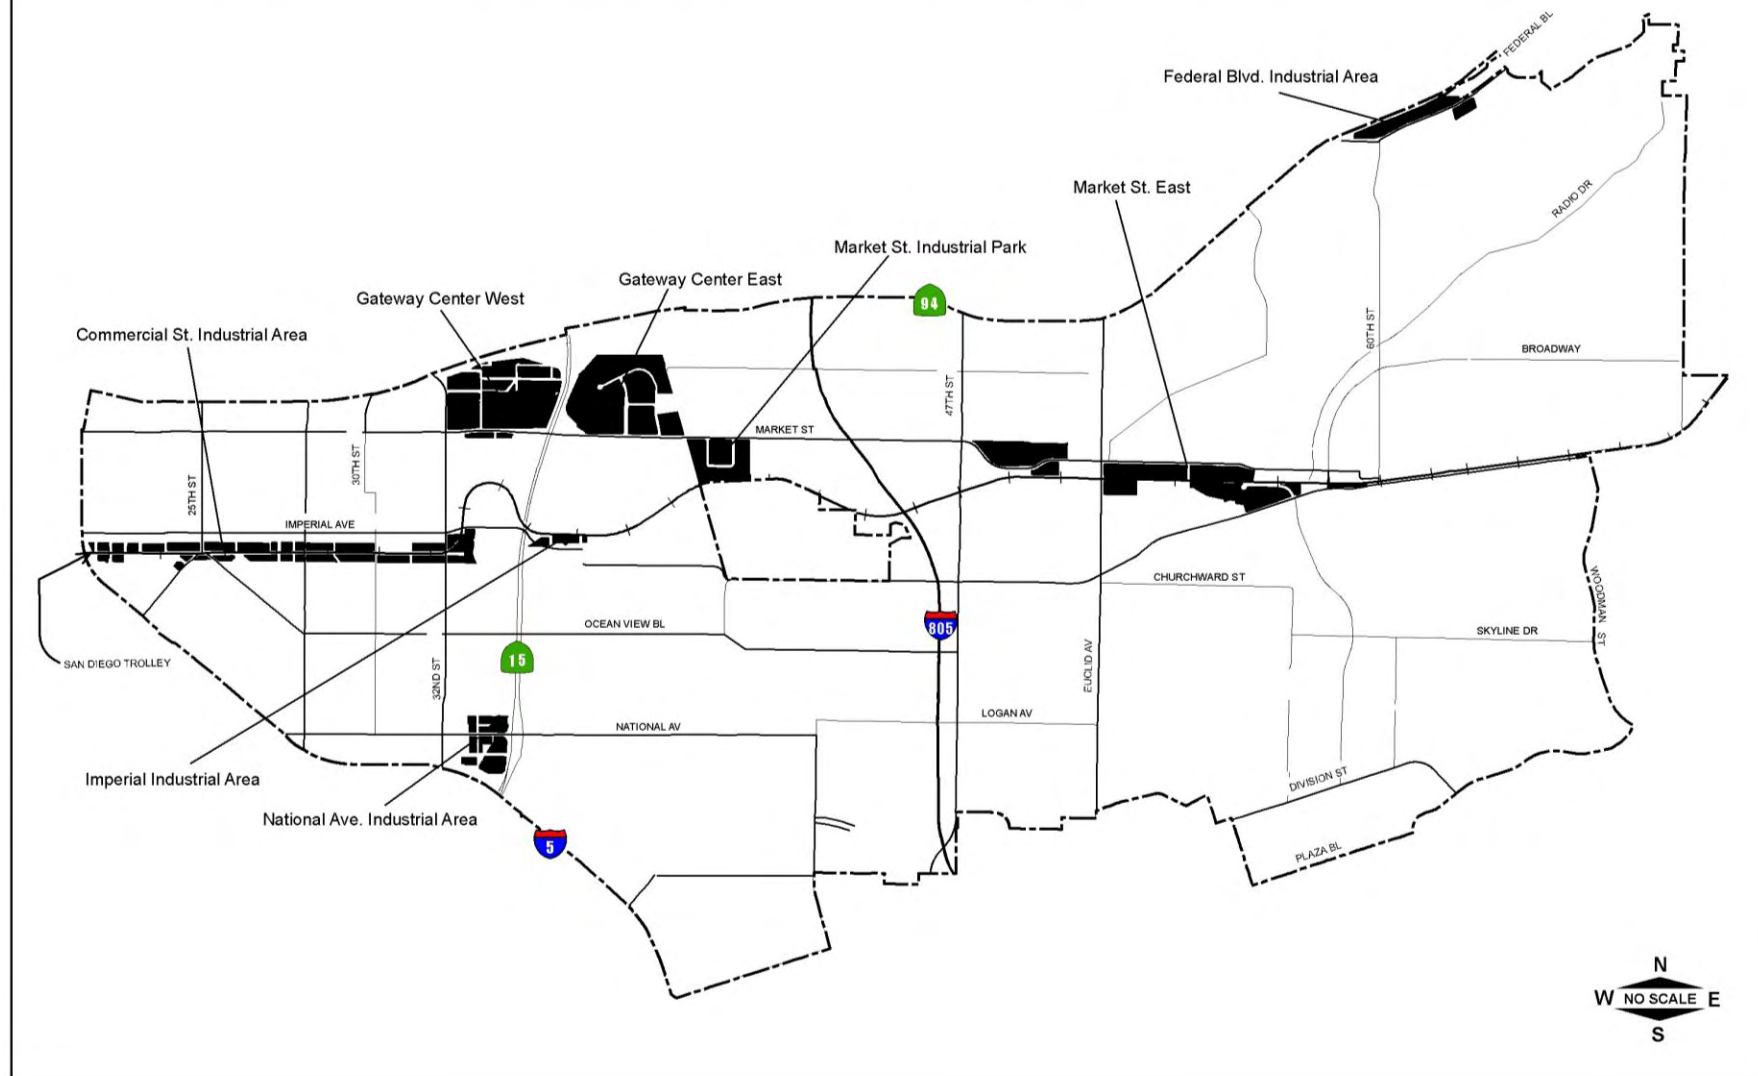 FEDERAL BL
Federal Blvd. Industrial Area
Market St. East
RADIO DR
Market St. Industrial Park
Gateway Center East
Gateway Center West
94
Commercial St. Industrial Area
60TH ST
BROADWAY
47TH ST
MARKET ST
30TH ST
25TH ST
IMPERIAL AVE
CHURCHWARD ST
WOODMAN ST
OCEAN VIEW BL
805
SKYLINE DR
SAN DIEGO TROLLEY
15
32ND ST
EUCLID AV
LOGAN AV
NATIONAL AV
Imperial Industrial Area
DIVISION ST
National Ave. Industrial Area
5
PLAZA BL
N
W NO SCALE E
S